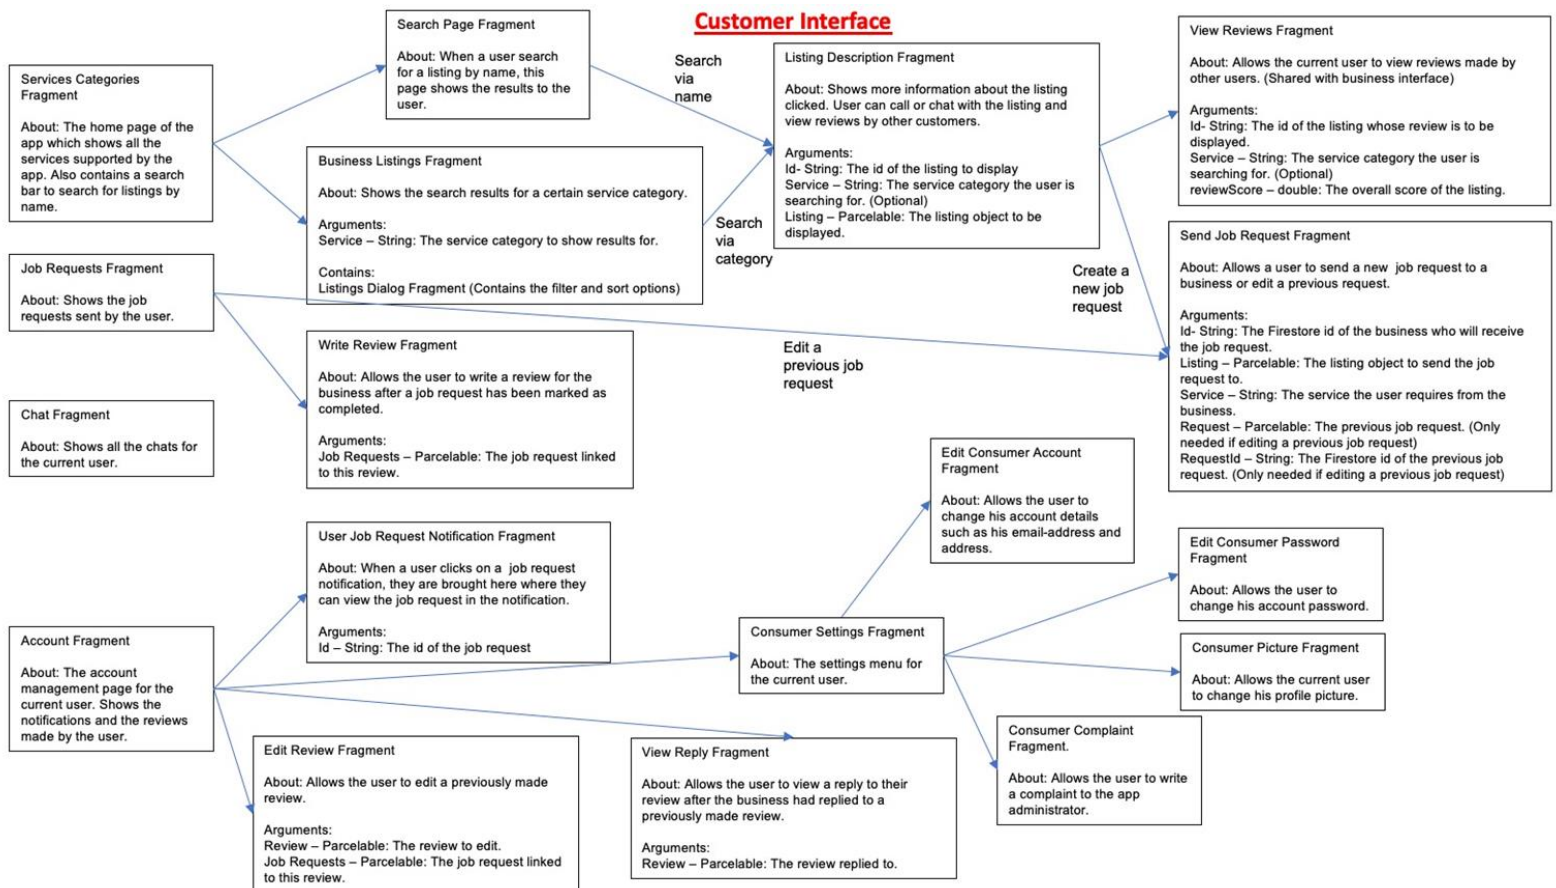 Customer Interface
Search Page Fragment
About: When a user search
for a listing by name, this
page shows the results to the
user.
Services Categories
Fragment
About: The home page of the
app which shows all the
services supported by the
app. Also contains a search
bar to search for listings by
name.
Business Listings Fragment
About: Shows the search results for a certain service category.
Arguments:
Service – String: The service category to show results for.
Contains:
Listings Dialog Fragment (Contains the filter and sort options)
Search
via
name
Search
via
category
Listing Description Fragment
About: Shows more information about the listing
clicked. User can call or chat with the listing and
view reviews by other customers.
Arguments:
Id- String: The id of the listing to display
Service – String: The service category the user is
searching for. (Optional)
Listing – Parcelable: The listing object to be
displayed.
View Reviews Fragment
About: Allows the current user to view reviews made by
other users. (Shared with business interface)
Arguments:
Id- String: The id of the listing whose review is to be
displayed.
Service – String: The service category the user is
searching for. (Optional)
reviewScore – double: The overall score of the listing.
Create a
new job
request
Send Job Request Fragment
About: Allows a user to send a new  job request to a
business or edit a previous request.
Arguments:
Id- String: The Firestore id of the business who will receive
the job request.
Listing – Parcelable: The listing object to send the job
request to.
Service – String: The service the user requires from the
business.
Request – Parcelable: The previous job request. (Only
needed if editing a previous job request)
RequestId – String: The Firestore id of the previous job
request. (Only needed if editing a previous job request)
Job Requests Fragment
About: Shows the job
requests sent by the user.
Edit a
previous job
request
Write Review Fragment
About: Allows the user to write a review for the
business after a job request has been marked as
completed.
Arguments:
Job Requests – Parcelable: The job request linked
to this review.
Chat Fragment
About: Shows all the chats for
the current user.
User Job Request Notification Fragment
About: When a user clicks on a  job request
notification, they are brought here where they
can view the job request in the notification.
Arguments:
Id – String: The id of the job request
Account Fragment
About: The account
management page for the
current user. Shows the
notifications and the reviews
made by the user.
Edit Review Fragment
About: Allows the user to edit a previously made
review.
Arguments:
Review – Parcelable: The review to edit.
Job Requests – Parcelable: The job request linked
to this review.
View Reply Fragment
About: Allows the user to view a reply to their
review after the business had replied to a
previously made review.
Arguments:
Review – Parcelable: The review replied to.
Consumer Settings Fragment
About: The settings menu for
the current user.
Edit Consumer Account
Fragment
About: Allows the user to
change his account details
such as his email-address and
address.
Edit Consumer Password
Fragment
About: Allows the user to
change his account password.
Consumer Picture Fragment
About: Allows the current user
to change his profile picture.
Consumer Complaint
Fragment.
About: Allows the user to write
a complaint to the app
administrator.